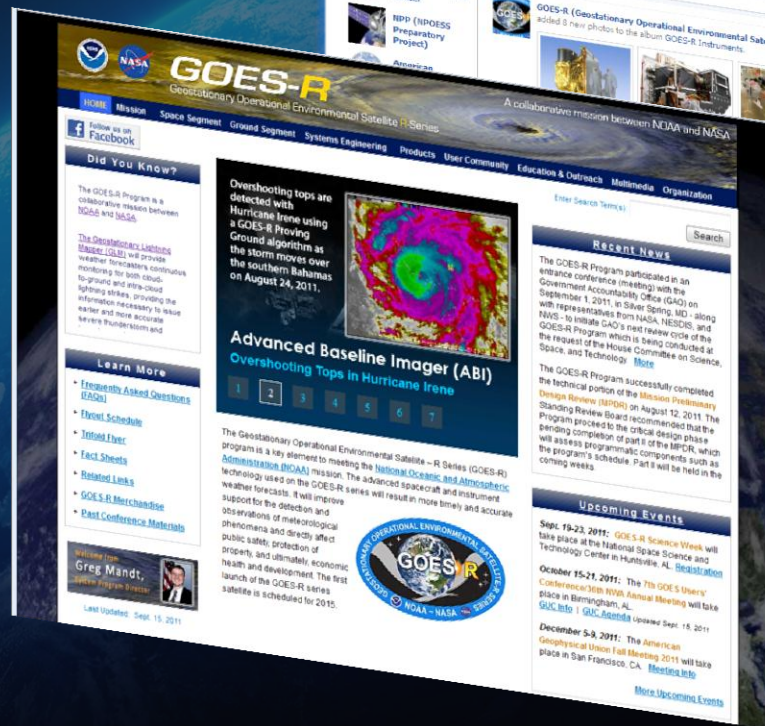 NPP (NPOESS
Preparatory
Project)
American
GOES-R (Geostationary Operational Environmental
added 8 new photos to the album GOES-R Instruments.
NOAA
NASA
GOES-R
Geostationary Operational Environmental Satellite R-Series
A collaborative mission between NOAA and NASA
HOME Mission Space Segment Ground Segment Systems Engineering Products User Community Education & Outreach Multimedia Organization
Follow us on
Facebook
Did You Know?
The GOES-R Program is a
collaborative mission between
NOAA and NASA.
The Geostationary Lightning
Mapper (GLM) will provide
weather forecasters continuous
monitoring for both cloud-
to-ground and intra-cloud
lightning strikes, providing the
information necessary to issue
earlier and more accurate
severe thunderstorm and
Learn More
Frequently Asked Questions
(FAQs)
Flyout Schedule
Trifold Flyer
Fact Sheets
Related Links
GOES-R Merchandise
Past Conference Materials
Welcome from
Greg Mandt,
System Program Director
Last Updated: Sept. 15, 2011
Overshooting tops are
detected with
Hurricane Irene using
a GOES-R Proving
Ground algorithm as
the storm moves over
the southern Bahamas
on August 24, 2011.
Advanced Baseline Imager (ABI)
Overshooting Tops in Hurricane Irene
1 2 3 4 5 6 7
The Geostationary Operational Environmental Satellite – R Series (GOES-R)
program is a key element to meeting the National Oceanic and Atmospheric
Administration (NOAA) mission. The advanced spacecraft and instrument
technology used on the GOES-R series will result in more timely and accurate
weather forecasts. It will improve
support for the detection and
observations of meteorological
phenomena and directly affect
public safety, protection of
property, and ultimately, economic
health and development. The first
launch of the GOES-R series
satellite is scheduled for 2015.
GEOSTATIONARY OPERATIONAL ENVIRONMENTAL SATELLITE R-SERIES
GOES R
NOAA – NASA
Enter Search Term(s):
Search
Recent News
The GOES-R Program participated in an
entrance conference (meeting) with the
Government Accountability Office (GAO) on
September 1, 2011, in Silver Spring, MD - along
with representatives from NASA, NESDIS, and
NWS - to initiate GAO's next review cycle of the
GOES-R Program which is being conducted at
the request of the House Committee on Science,
Space, and Technology. More
The GOES-R Program successfully completed
the technical portion of the Mission Preliminary
Design Review (MPDR) on August 12, 2011. The
Standing Review Board recommended that the
Program proceed to the critical design phase
pending completion of part II of the MPDR, which
will assess programmatic components such as
the program's schedule. Part II will be held in the
coming weeks.
Upcoming Events
Sept. 19-23, 2011: GOES-R Science Week will
take place at the National Space Science and
Technology Center in Huntsville, AL. Registration
October 15-21, 2011: The 7th GOES Users'
Conference/36th NWA Annual Meeting will take
place in Birmingham, AL.
GUC Info | GUC Agenda Updated Sept. 15, 2011
December 5-9, 2011: The American
Geophysical Union Fall Meeting 2011 will take
place in San Francisco, CA. Meeting Info
More Upcoming Events